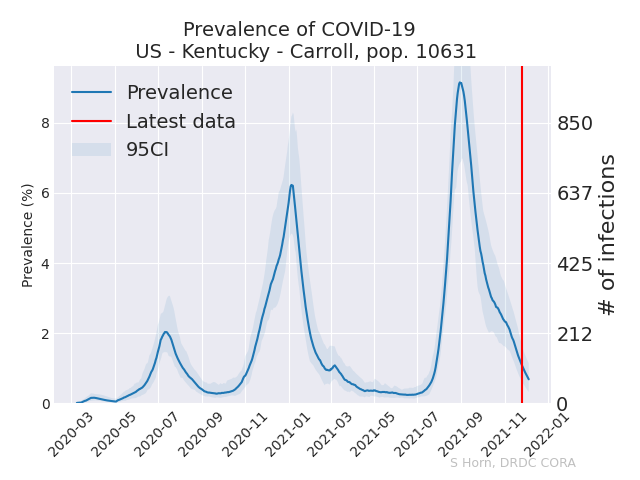 Prevalence of COVID-19
US - Kentucky - Carroll, pop. 10631
Prevalence
Latest data
95CI
Prevalence (%)
8
6
4
2
0
850
637
425
212
0
# of infections
2020-03
2020-05
2020-07
2020-09
2020-11
2021-01
2021-03
2021-05
2021-07
2021-09
2021-11
2022-01
S Horn, DRDC CORA